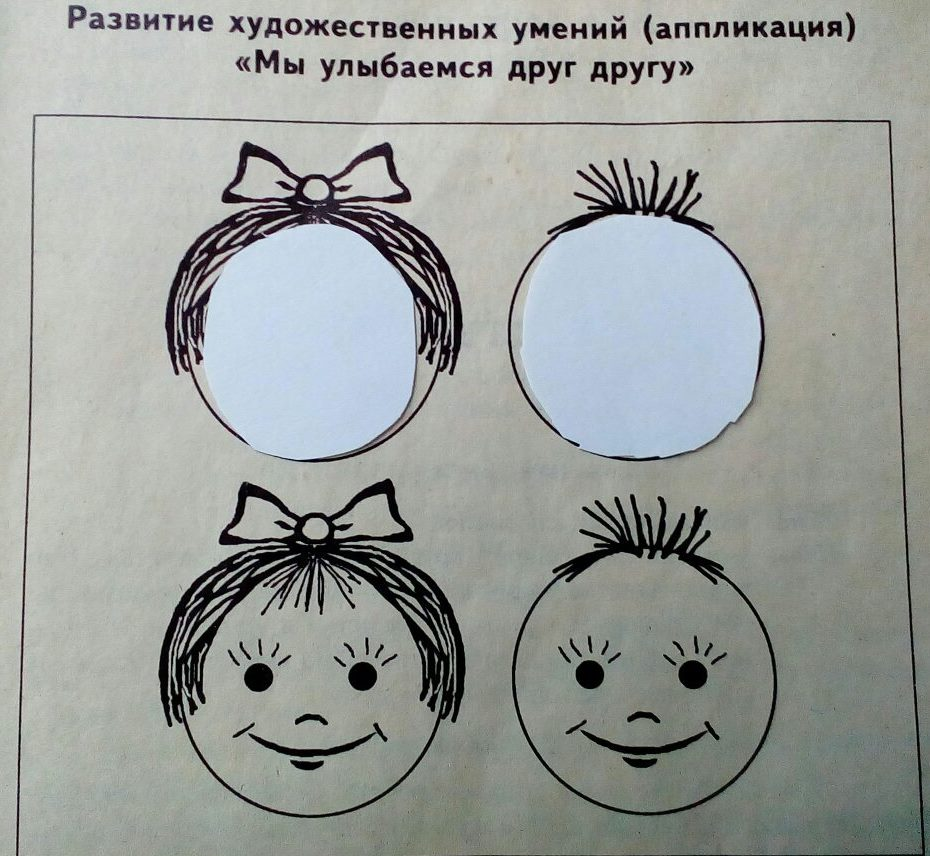 Развитие художественных умений (аппликация)
«Мы улыбаемся друг другу»